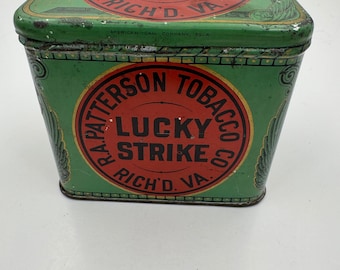 RICH'D. VA.
R.A. PATTERSON TOBACCO CO
LUCKY
STRIKE
RICH'D. VA.